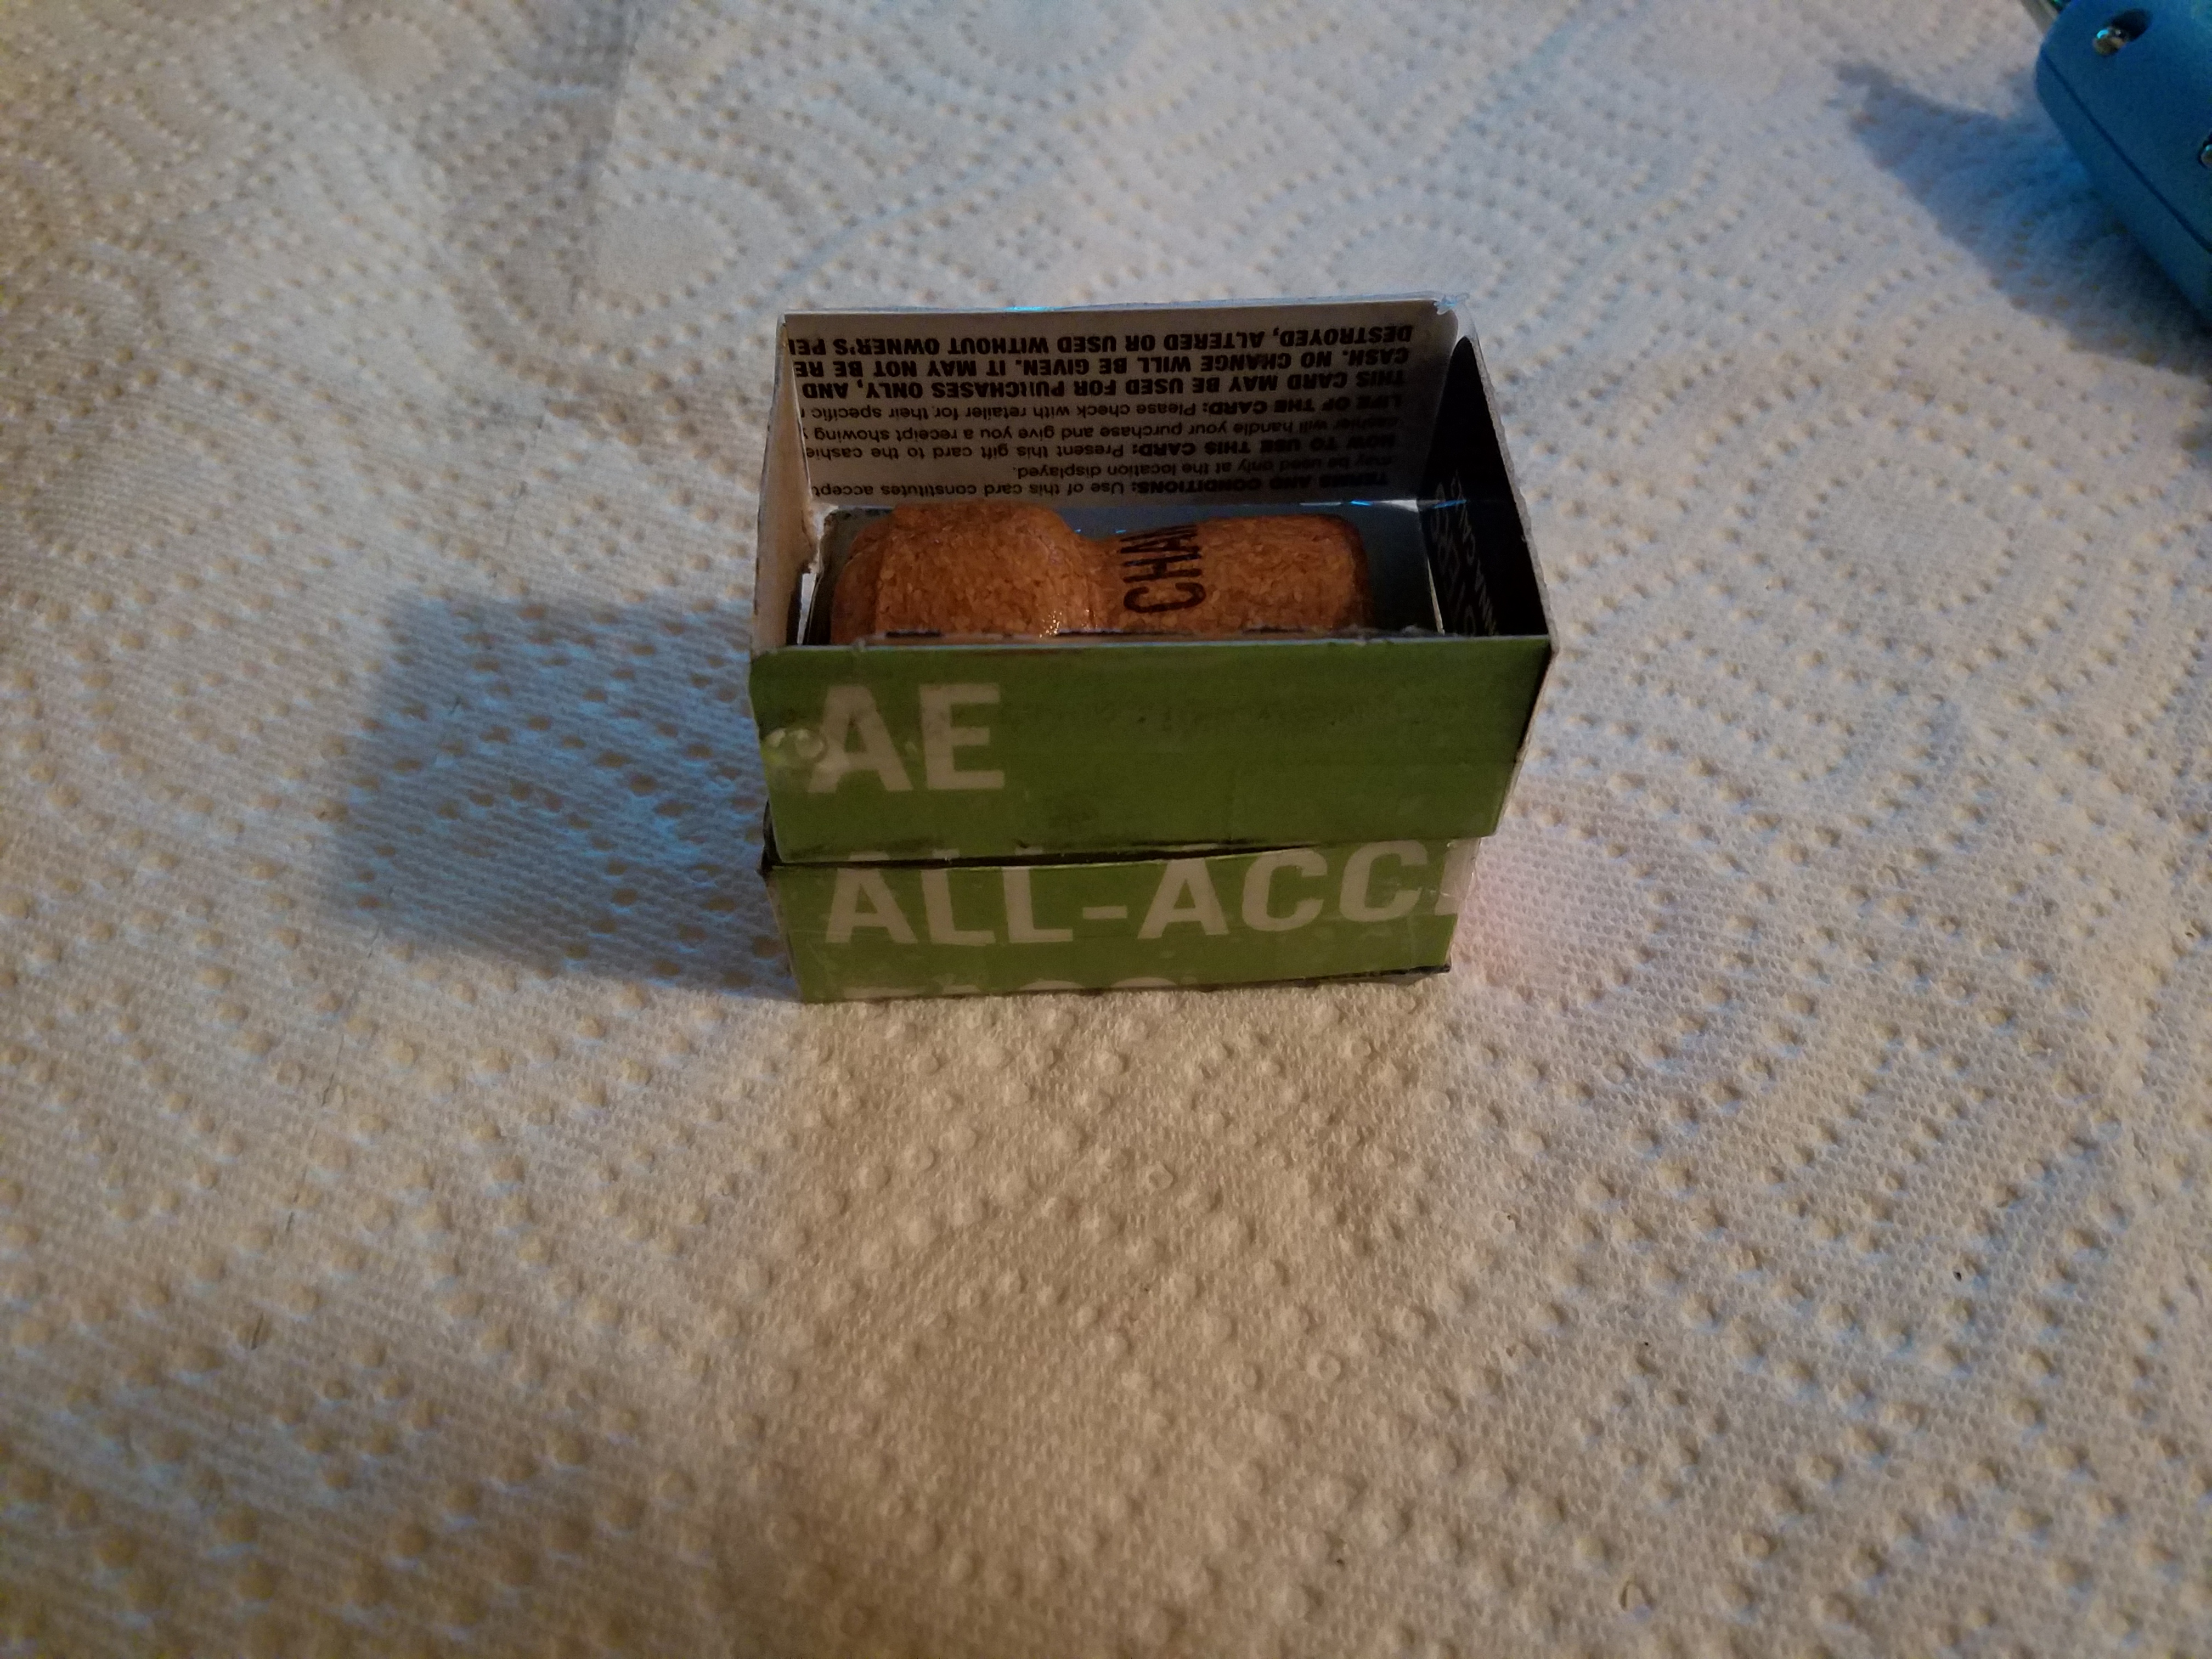 TERMS AND CONDITIONS: Use of this card constitutes accept
may be used only at the location displayed.
HOW TO USE THIS CARD: Present this gift card to the cashie
cashier will handle your purchase and give you a receipt showing
LIFE OF THE CARD: Please check with retailer for their specific
THIS CARD MAY BE USED FOR PURCHASES ONLY, AND
CASH. NO CHANGE WILL BE GIVEN. IT MAY NOT BE RE
DESTROYED, ALTERED OR USED WITHOUT OWNER'S PE
CHA
AE
ALL-ACC